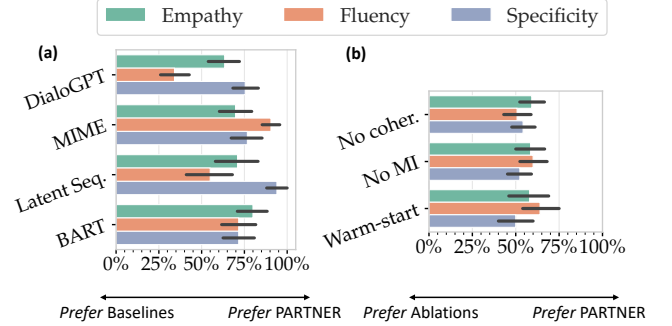 Empathy Fluency Specificity
(a)
DialoGPT
MIME
Latent Seq.
BART
0% 25% 50% 75% 100%
Prefer Baselines Prefer PARTNER
(b)
No coher.
No MI
Warm-start
0% 25% 50% 75% 100%
Prefer Ablations Prefer PARTNER